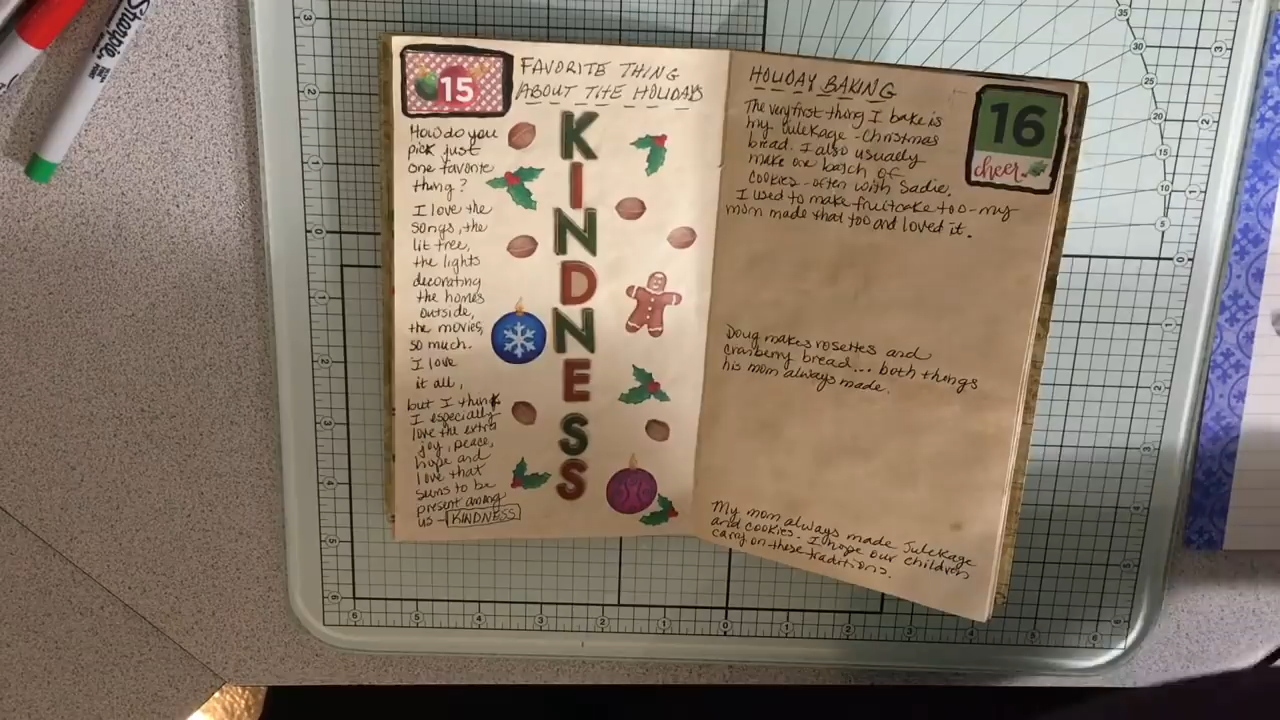 Sharpie
15
FAVORITE THING
ABOUT THE HOLIDAYS
How do you
pick just
one favorite
thing?
I love the
songs, the
lit tree,
the lights
decorating
the homes
outside,
the movies,
so much.
I love
it all,
but I think
I especially
love the extra
joy, peace,
hope and
love that
seems to be
present among
us - KINDNESS
KINDNESS
HOLIDAY BAKING
16
cheer
The very first thing I bake is
my Julekage - Christmas
bread. I also usually
make one batch of
cookies - often with Sadie.
I used to make fruitcake too - my
mom made that too and loved it.
Doug makes rosettes and
cranberry bread... both things
his mom always made.
My mom always made Julekage
and cookies. I hope our children
carry on these traditions.